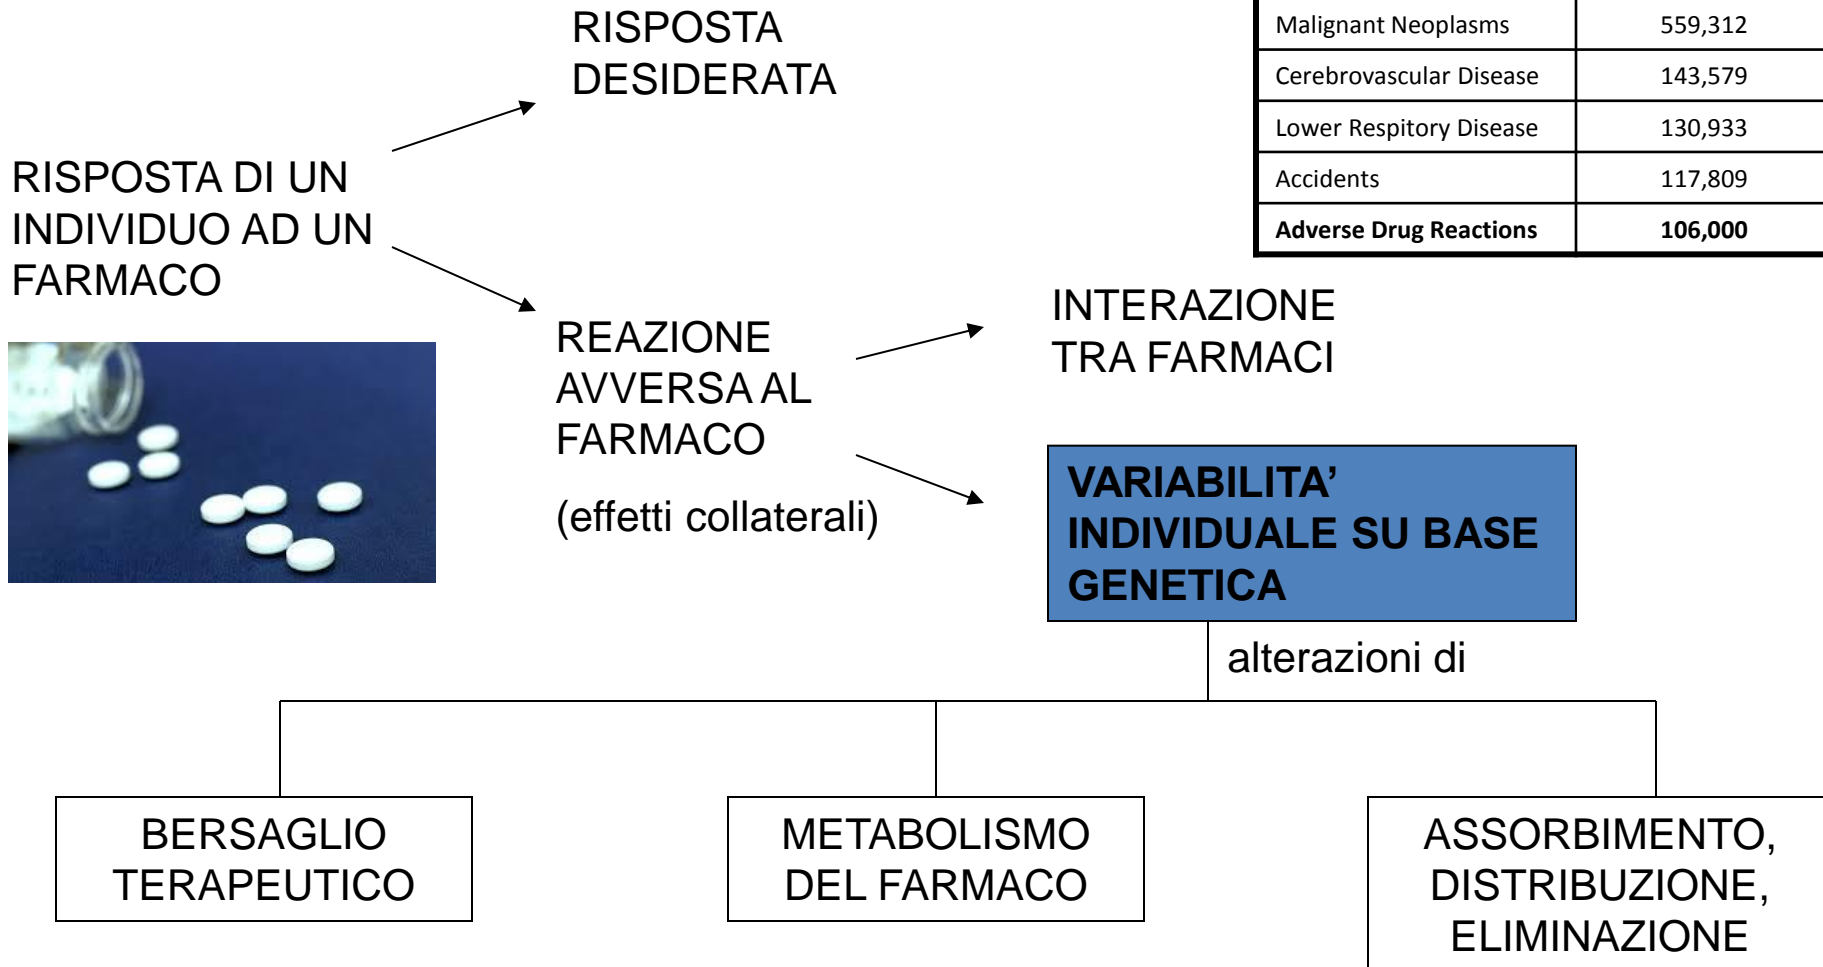 RISPOSTA
DESIDERATA
Malignant Neoplasms 559,312
Cerebrovascular Disease 143,579
Lower Respitory Disease 130,933
Accidents 117,809
Adverse Drug Reactions 106,000
RISPOSTA DI UN
INDIVIDUO AD UN
FARMACO
REAZIONE
AVVERSA AL
FARMACO
(effetti collaterali)
INTERAZIONE
TRA FARMACI
VARIABILITA’
INDIVIDUALE SU BASE
GENETICA
alterazioni di
BERSAGLIO
TERAPEUTICO
METABOLISMO
DEL FARMACO
ASSORBIMENTO,
DISTRIBUZIONE,
ELIMINAZIONE